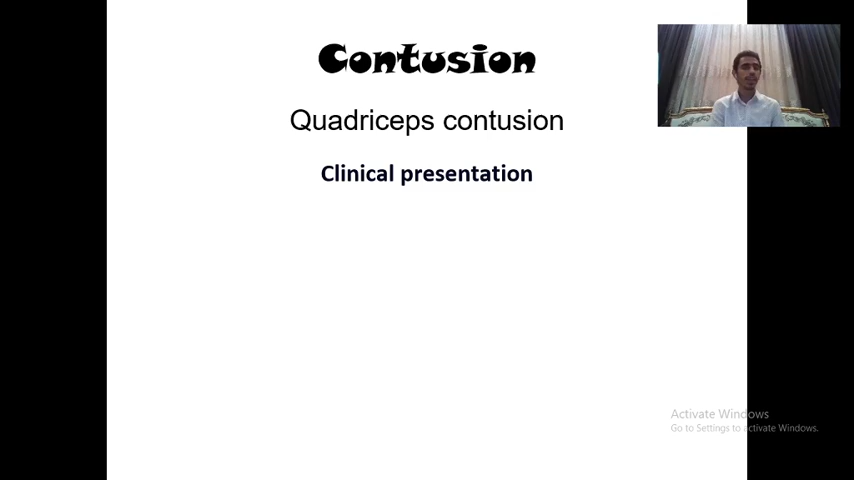 Contusion
Quadriceps contusion
Clinical presentation
Activate Windows
Go to Settings to activate Windows.